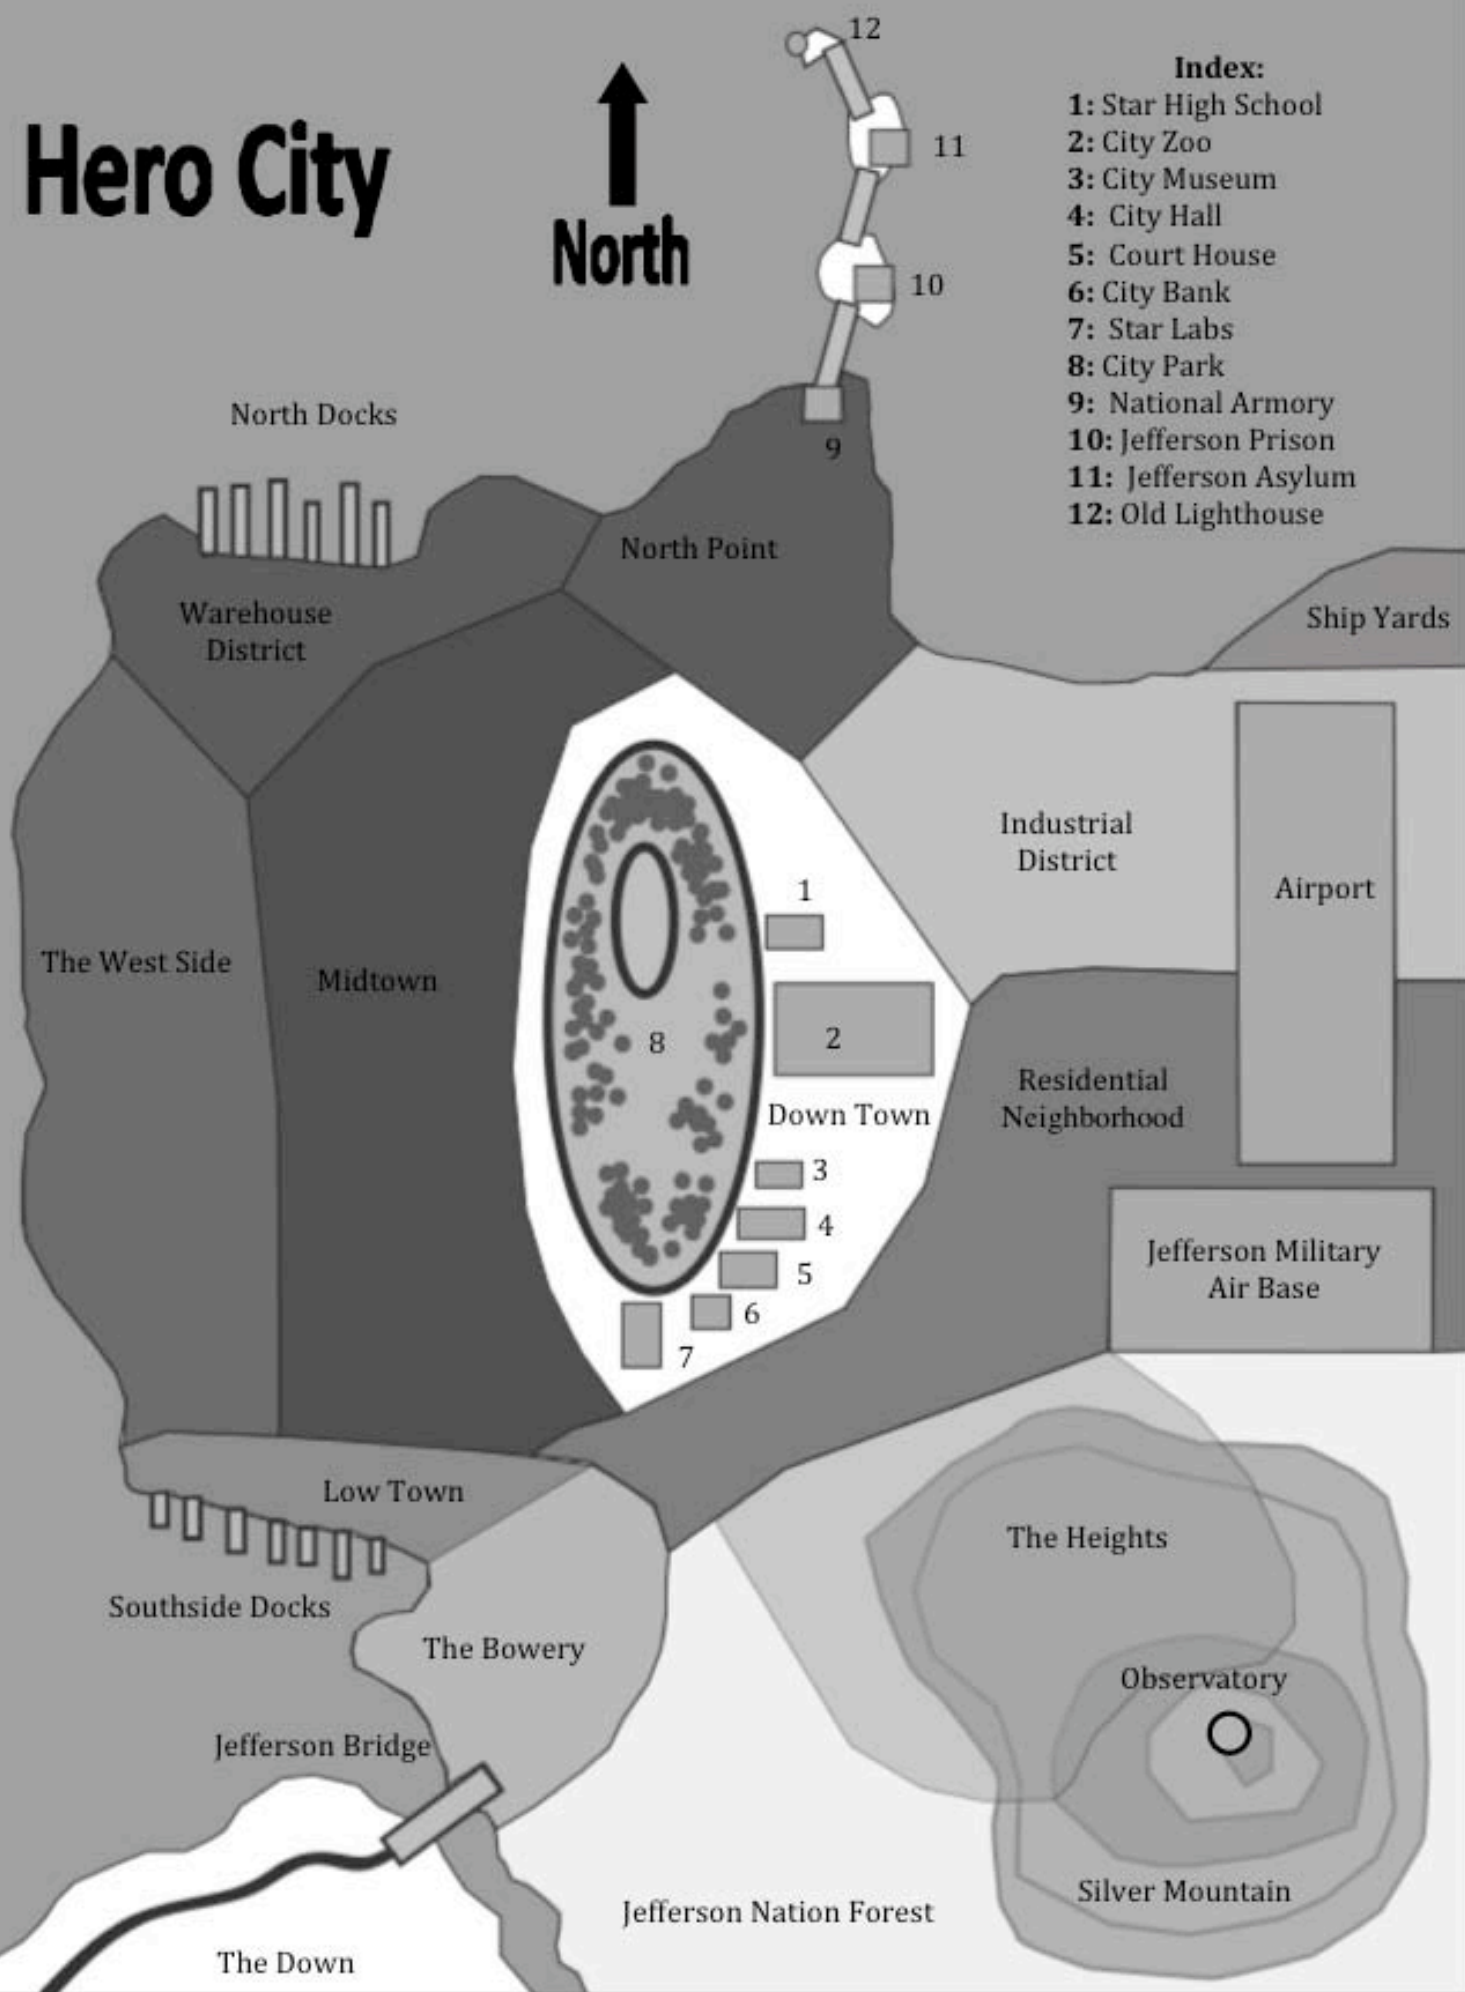 Hero City
North
12
11
10
Index:
1: Star High School
2: City Zoo
3: City Museum
4: City Hall
5: Court House
6: City Bank
7: Star Labs
8: City Park
9: National Armory
10: Jefferson Prison
11: Jefferson Asylum
12: Old Lighthouse
North Docks
9
North Point
Warehouse
District
Ship Yards
Industrial
District
Airport
1
The West Side
Midtown
8
2
Residential
Neighborhood
Down Town
3
4
5
6
7
Jefferson Military
Air Base
Low Town
The Heights
Southside Docks
The Bowery
Observatory
Jefferson Bridge
Silver Mountain
Jefferson Nation Forest
The Down